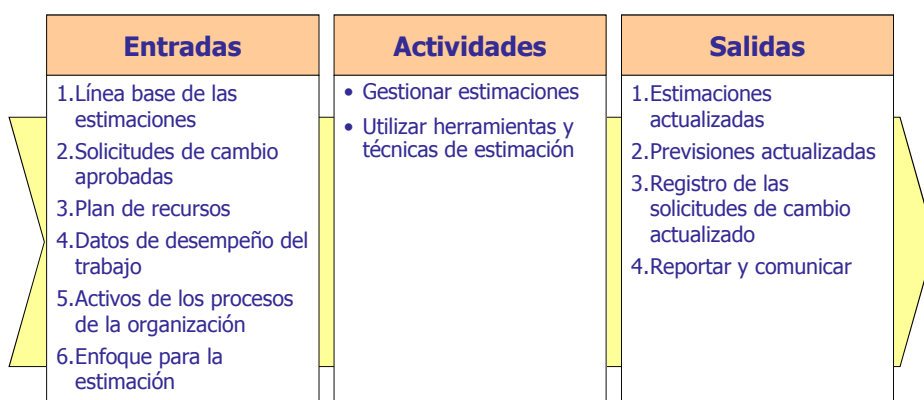 Entradas
1.Línea base de las
estimaciones
2.Solicitudes de cambio
aprobadas
3.Plan de recursos
4.Datos de desempeño del
trabajo
5.Activos de los procesos
de la organización
6.Enfoque para la
estimación
Actividades
• Gestionar estimaciones
• Utilizar herramientas y
técnicas de estimación
Salidas
1.Estimaciones
actualizadas
2.Previsiones actualizadas
3.Registro de las
solicitudes de cambio
actualizado
4.Reportar y comunicar